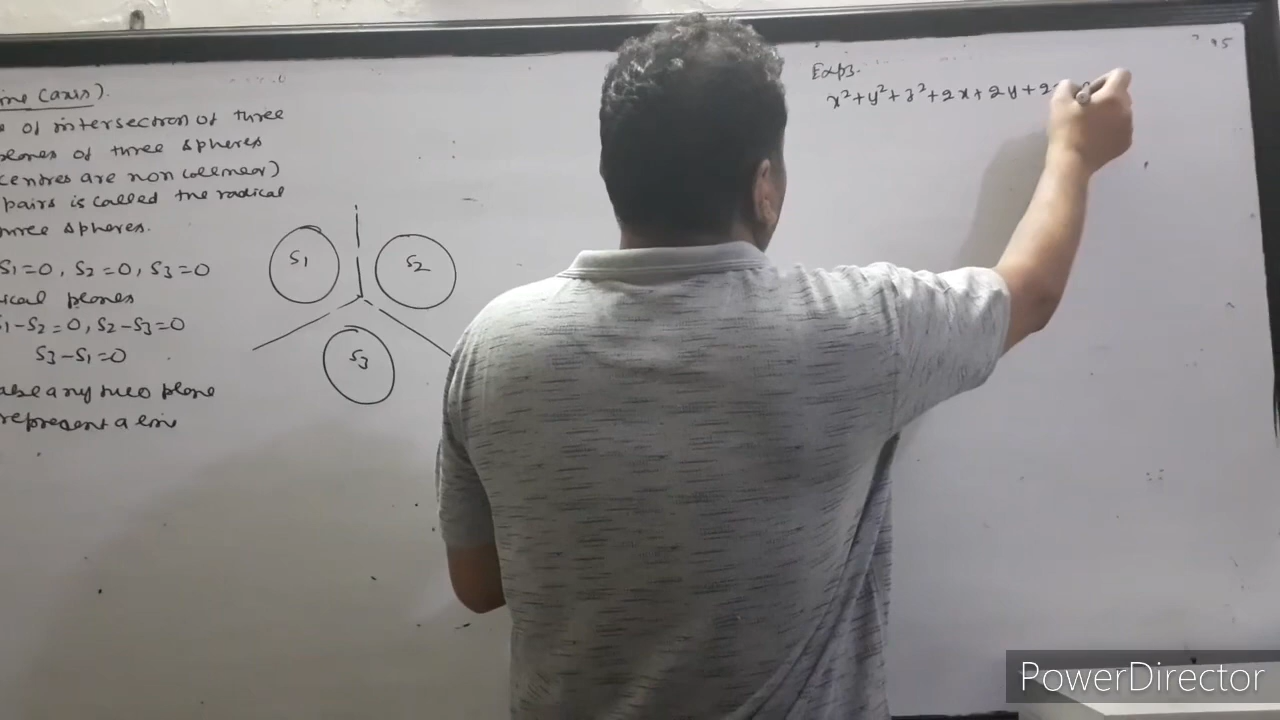 ine (axis).
of intersection of three
planes of three spheres
centres are non collinear)
pairs is called the radical
three spheres.
S₁=0, S₂=0, S₃=0
ical planes
S₁-S₂=0, S₂-S₃=0
S₃-S₁=0
any two plane
represent a line
S₁
S₂
S₃
95
x²+y²+z²+2x+2y+2
PowerDirector